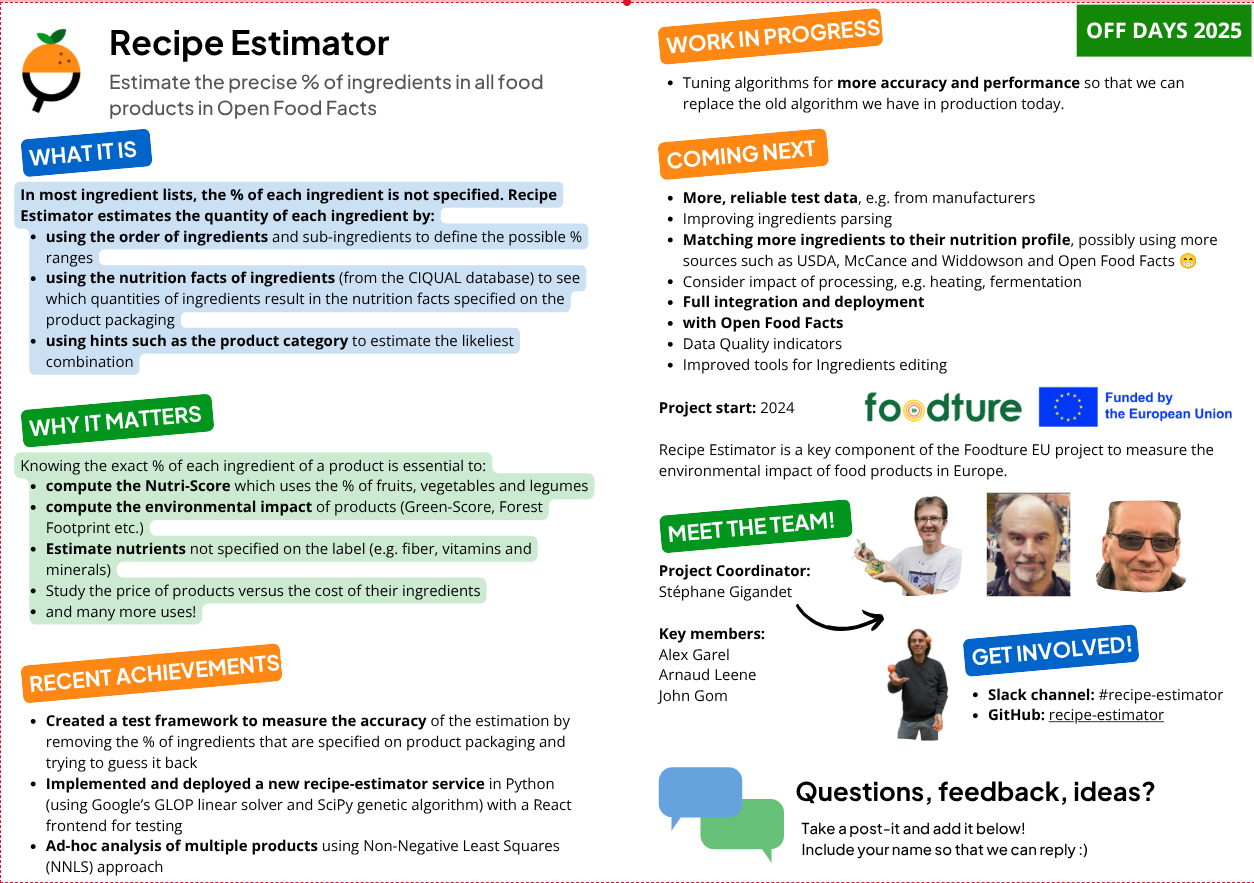 Recipe Estimator
Estimate the precise % of ingredients in all food
products in Open Food Facts
WHAT IT IS
In most ingredient lists, the % of each ingredient is not specified. Recipe
Estimator estimates the quantity of each ingredient by:
• using the order of ingredients and sub-ingredients to define the possible %
ranges
• using the nutrition facts of ingredients (from the CIQUAL database) to see
which quantities of ingredients result in the nutrition facts specified on the
product packaging
• using hints such as the product category to estimate the likeliest
combination
WHY IT MATTERS
Knowing the exact % of each ingredient of a product is essential to:
• compute the Nutri-Score which uses the % of fruits, vegetables and legumes
• compute the environmental impact of products (Green-Score, Forest
Footprint etc.)
• Estimate nutrients not specified on the label (e.g. fiber, vitamins and
minerals)
• Study the price of products versus the cost of their ingredients
• and many more uses!
RECENT ACHIEVEMENTS
• Created a test framework to measure the accuracy of the estimation by
removing the % of ingredients that are specified on product packaging and
trying to guess it back
• Implemented and deployed a new recipe-estimator service in Python
(using Google's GLOP linear solver and SciPy genetic algorithm) with a React
frontend for testing
• Ad-hoc analysis of multiple products using Non-Negative Least Squares
(NNLS) approach
OFF DAYS 2025
WORK IN PROGRESS
• Tuning algorithms for more accuracy and performance so that we can
replace the old algorithm we have in production today.
COMING NEXT
• More, reliable test data, e.g. from manufacturers
• Improving ingredients parsing
• Matching more ingredients to their nutrition profile, possibly using more
sources such as USDA, McCance and Widdowson and Open Food Facts 😁
• Consider impact of processing, e.g. heating, fermentation
• Full integration and deployment
• with Open Food Facts
• Data Quality indicators
• Improved tools for Ingredients editing
Project start: 2024
foodture
Funded by
the European Union
Recipe Estimator is a key component of the Foodture EU project to measure the
environmental impact of food products in Europe.
MEET THE TEAM!
Project Coordinator:
Stéphane Gigandet
Key members:
Alex Garel
Arnaud Leene
John Gom
GET INVOLVED!
• Slack channel: #recipe-estimator
• GitHub: recipe-estimator
Questions, feedback, ideas?
Take a post-it and add it below!
Include your name so that we can reply :)